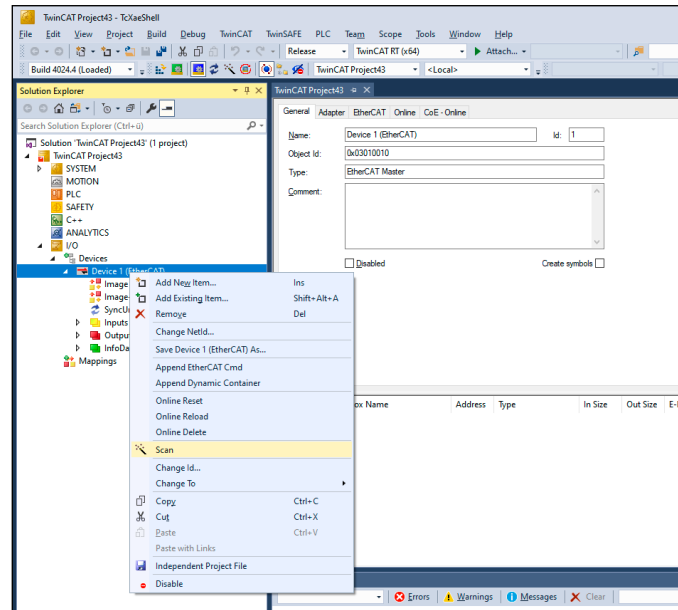 TwinCAT Project43 - TcXaeShell
File Edit View Project Build Debug TwinCAT TwinSAFE PLC Team Scope Tools Window Help
Release TwinCAT RT (x64) Attach...
Build 4024.4 (Loaded) TwinCAT Project43 <Local>
Solution Explorer
TwinCAT Project43
Search Solution Explorer (Ctrl+ü)
Solution 'TwinCAT Project43' (1 project)
TwinCAT Project43
SYSTEM
MOTION
PLC
SAFETY
C++
ANALYTICS
I/O
Devices
Device 1 (EtherCAT)
Image
Image
Inputs
InfoDa
Mappings
General Adapter EtherCAT Online CoE - Online
Name: Device 1 (EtherCAT) Id: 1
Object Id: 0x03010010
Type: EtherCAT Master
Comment:
Disabled Create symbols
Add New Item... Ins
Add Existing Item... Shift+Alt+A
Remove Del
Change NetId...
Save Device 1 (EtherCAT) As...
Append EtherCAT Cmd
Append Dynamic Container
Online Reset
Online Reload
Online Delete
Scan
Change Id...
Change To
Copy Ctrl+C
Cut Ctrl+X
Paste Ctrl+V
Paste with Links
Independent Project File
Disable
ox Name Address Type In Size Out Size E-
Errors Warnings Messages Clear